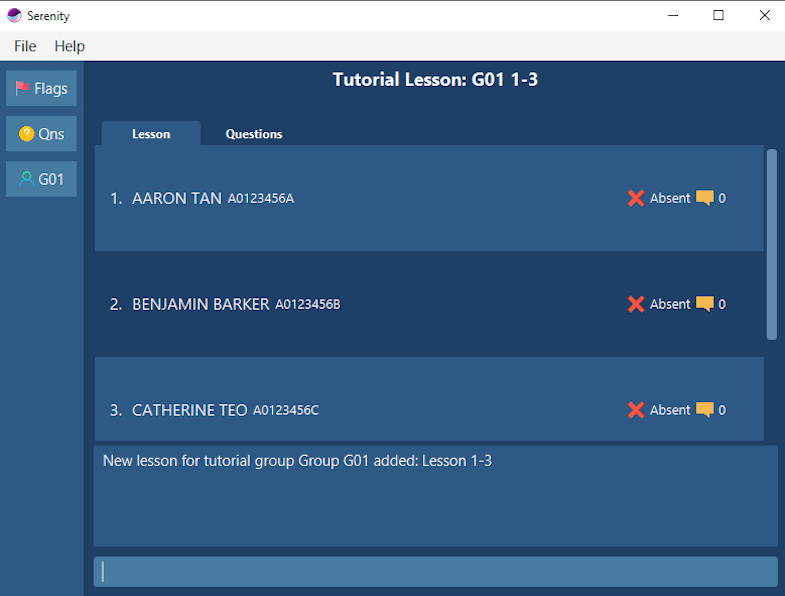 Serenity
File Help
Tutorial Lesson: G01 1-3
Flags
Qns
G01
Lesson Questions
1. AARON TAN A0123456A Absent 0
2. BENJAMIN BARKER A0123456B Absent 0
3. CATHERINE TEO A0123456C Absent 0
New lesson for tutorial group Group G01 added: Lesson 1-3